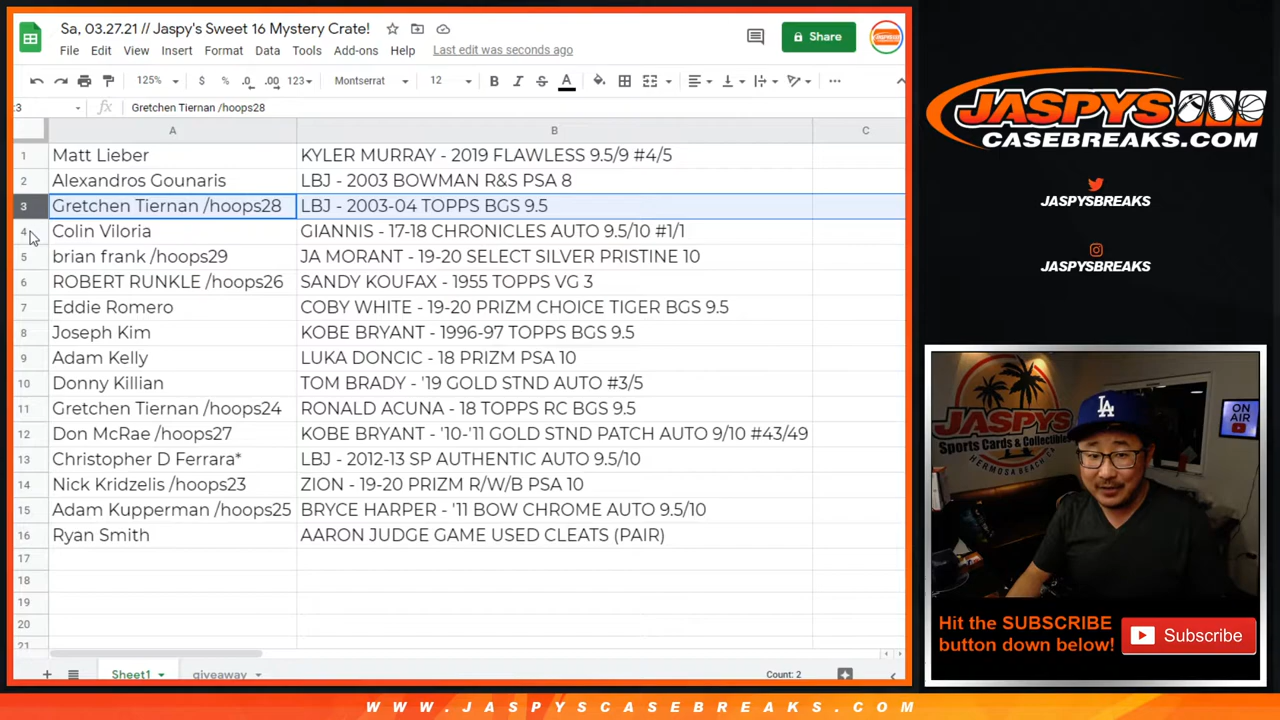 Sa, 03.27.21 // Jaspy's Sweet 16 Mystery Crate!
File Edit View Insert Format Data Tools Add-ons Help Last edit was seconds ago
Share
125% $ % .0 .00 123 Montserrat 12 B I S A
:3 fx Gretchen Tiernan /hoops28
A B C
1 Matt Lieber KYLER MURRAY - 2019 FLAWLESS 9.5/9 #4/5
2 Alexandros Gounaris LBJ - 2003 BOWMAN R&S PSA 8
3 Gretchen Tiernan /hoops28 LBJ - 2003-04 TOPPS BGS 9.5
4 Colin Viloria GIANNIS - 17-18 CHRONICLES AUTO 9.5/10 #1/1
5 brian frank /hoops29 JA MORANT - 19-20 SELECT SILVER PRISTINE 10
6 ROBERT RUNKLE /hoops26 SANDY KOUFAX - 1955 TOPPS VG 3
7 Eddie Romero COBY WHITE - 19-20 PRIZM CHOICE TIGER BGS 9.5
8 Joseph Kim KOBE BRYANT - 1996-97 TOPPS BGS 9.5
9 Adam Kelly LUKA DONCIC - 18 PRIZM PSA 10
10 Donny Killian TOM BRADY - '19 GOLD STND AUTO #3/5
11 Gretchen Tiernan /hoops24 RONALD ACUNA - 18 TOPPS RC BGS 9.5
12 Don McRae /hoops27 KOBE BRYANT - '10-'11 GOLD STND PATCH AUTO 9/10 #43/49
13 Christopher D Ferrara* LBJ - 2012-13 SP AUTHENTIC AUTO 9.5/10
14 Nick Kridzelis /hoops23 ZION - 19-20 PRIZM R/W/B PSA 10
15 Adam Kupperman /hoops25 BRYCE HARPER - '11 BOW CHROME AUTO 9.5/10
16 Ryan Smith AARON JUDGE GAME USED CLEATS (PAIR)
17
18
19
20
21
Sheet1 giveaway Count: 2
JASPYS
CASEBREAKS.COM
JASPYSBREAKS
JASPYSBREAKS
JASPYS
Sports Cards & Collectibles
HERMOSA BEACH
LA
ON
AIR
Hit the SUBSCRIBE
button down below!
Subscribe
WWW.JASPYSCASEBREAKS.COM